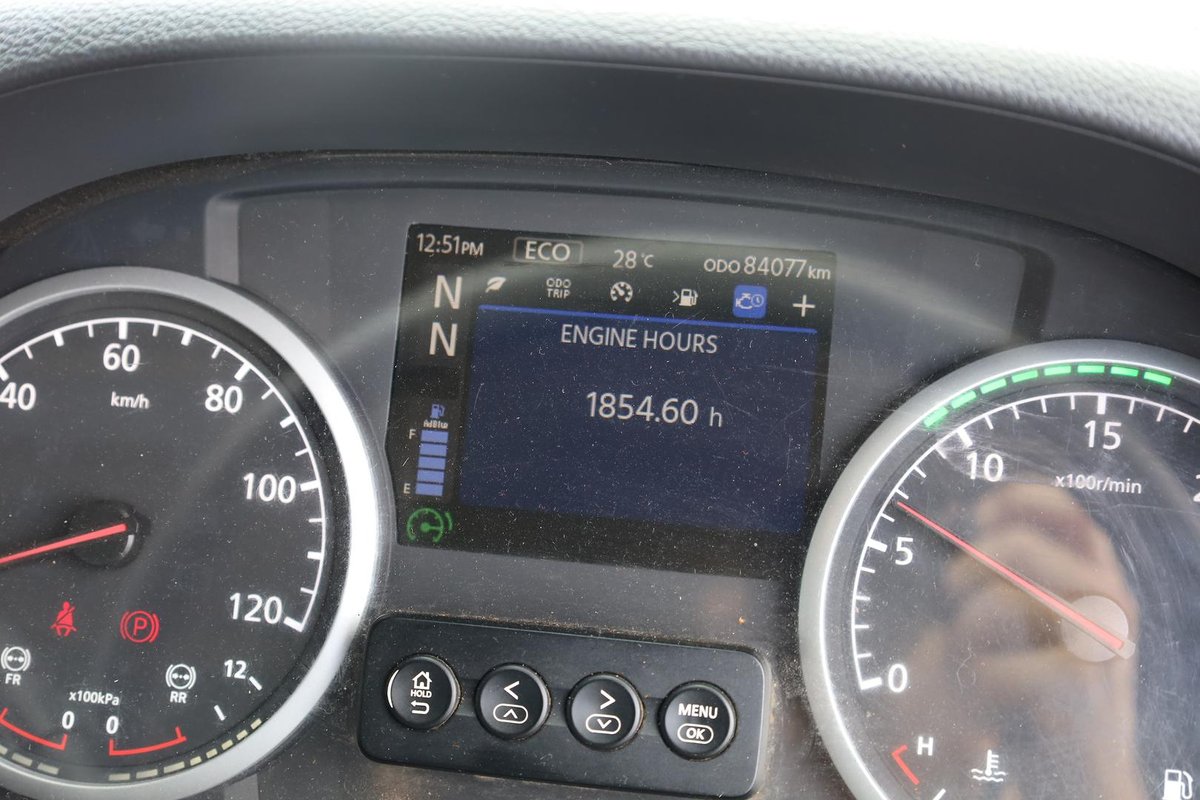 12:51PM ECO 28°C ODO 84077 km
ODO
TRIP
N
N
ENGINE HOURS
1854.60 h
AdBlue
F
E
40
60
80
100
120
km/h
P
FR
RR
x100kPa
0
0
12
HOLD
MENU
OK
0
5
10
15
x100r/min
H